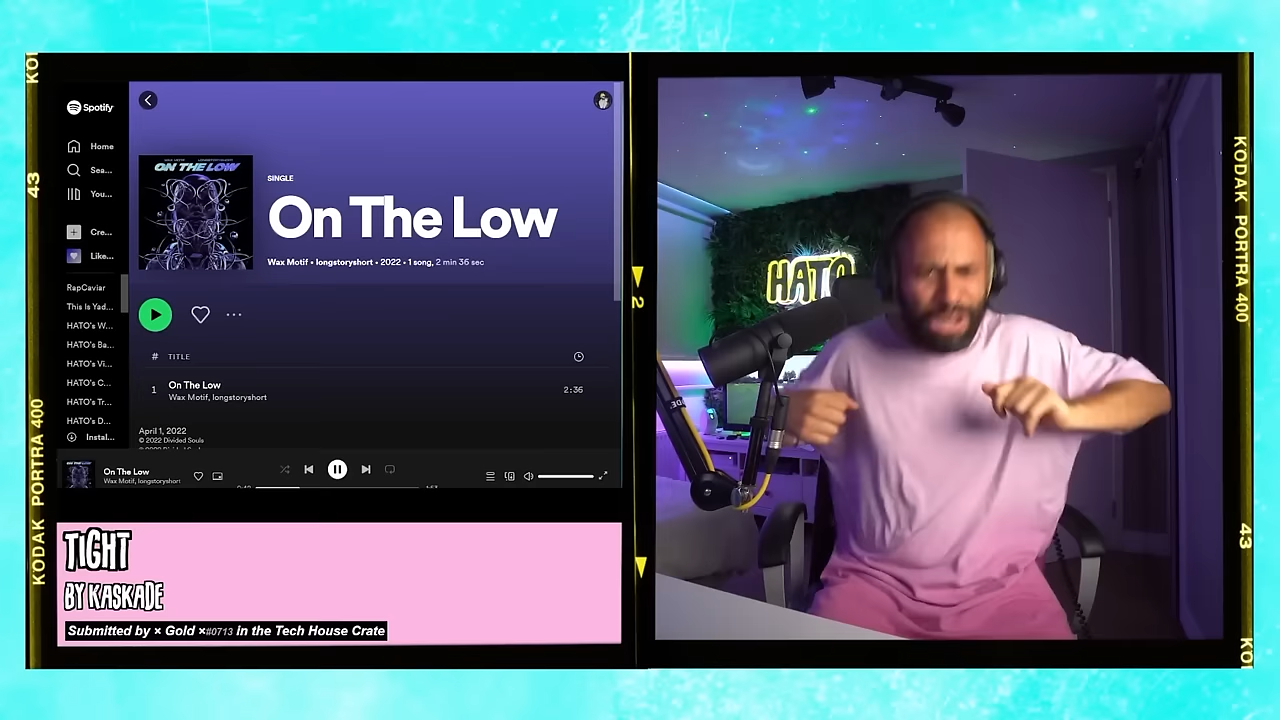 Spotify
Home
Sea...
You...
Cre...
Like...
RapCaviar
This Is Yad...
HATO's W...
HATO's Ba...
HATO's Vi...
HATO's C...
HATO's Tr...
HATO's D...
Instal...
ON THE LOW
SINGLE
On The Low
Wax Motif • longstoryshort • 2022 • 1 song, 2 min 36 sec
# TITLE
1 On The Low 2:36
Wax Motif, longstoryshort
April 1, 2022
© 2022 Divided Souls
On The Low
Wax Motif, longstoryshort
TIGHT
BY KASKADE
Submitted by × Gold ×#0713 in the Tech House Crate
HATO
KODAK PORTRA 400
43
2
KODAK PORTRA 400
43